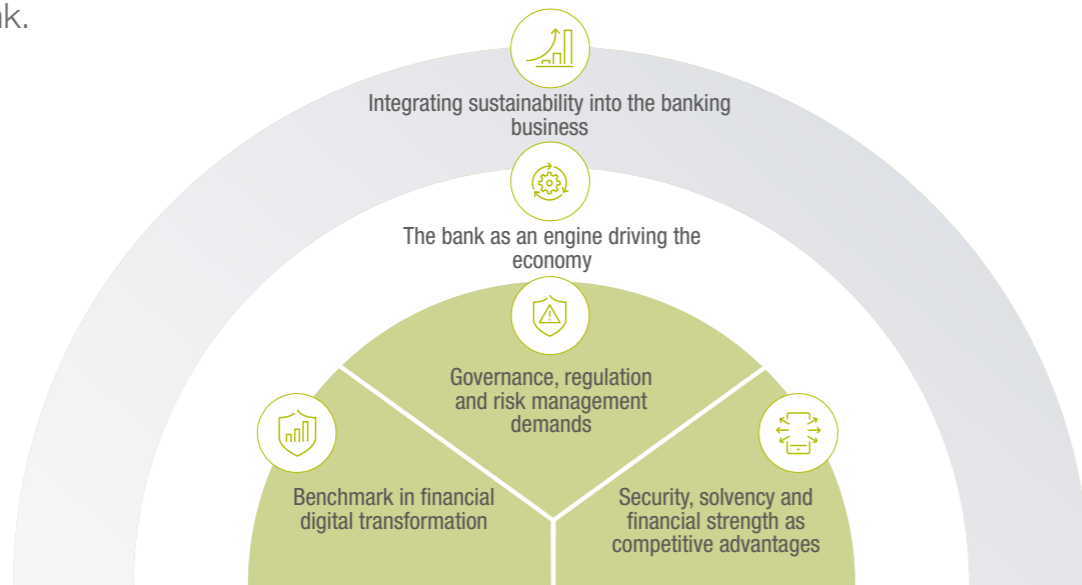 nk.
Integrating sustainability into the banking
business
The bank as an engine driving the
economy
Governance, regulation
and risk management
demands
Benchmark in financial
digital transformation
Security, solvency and
financial strength as
competitive advantages